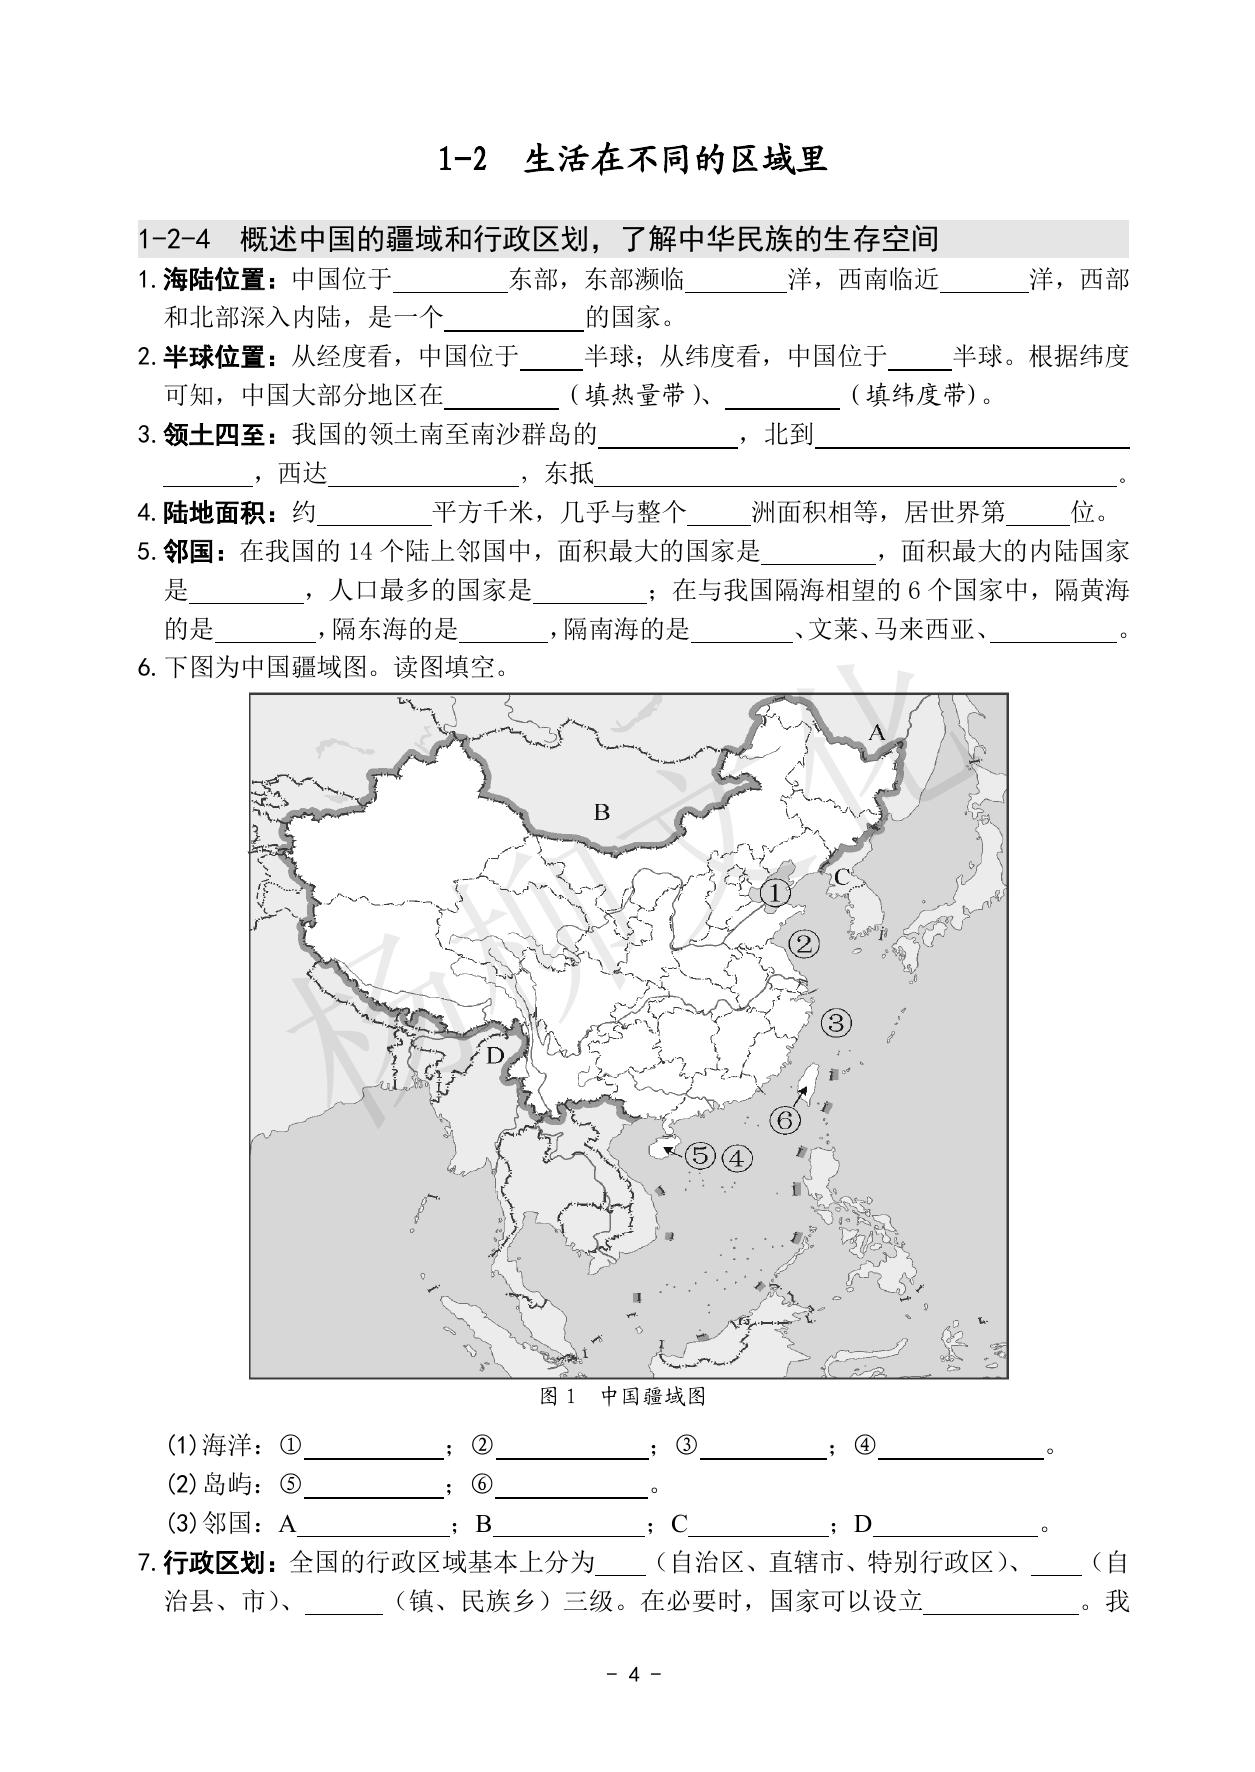 1-2 生活在不同的区域里
1-2-4 概述中国的疆域和行政区划，了解中华民族的生存空间
1.海陆位置：中国位于________东部，东部濒临________洋，西南临近_______洋，西部
和北部深入内陆，是一个___________的国家。
2.半球位置：从经度看，中国位于_____半球；从纬度看，中国位于_____半球。根据纬度
可知，中国大部分地区在_________（填热量带）、_________（填纬度带）。
3.领土四至：我国的领土南至南沙群岛的___________，北到_________________________
_______，西达_______________，东抵_________________________________________。
4.陆地面积：约_________平方千米，几乎与整个_____洲面积相等，居世界第_____位。
5.邻国：在我国的14个陆上邻国中，面积最大的国家是_________，面积最大的内陆国家
是_________，人口最多的国家是_________；在与我国隔海相望的6个国家中，隔黄海
的是________，隔东海的是_______，隔南海的是________、文莱、马来西亚、__________。
6.下图为中国疆域图。读图填空。
A
B
①
C
②
③
D
⑥
⑤④
杨柳文化
图1 中国疆域图
(1)海洋：①___________；②____________；③__________；④_____________。
(2)岛屿：⑤___________；⑥____________。
(3)邻国：A____________；B____________；C___________；D_____________。
7.行政区划：全国的行政区域基本上分为____（自治区、直辖市、特别行政区）、____（自
治县、市）、______（镇、民族乡）三级。在必要时，国家可以设立____________。我
- 4 -